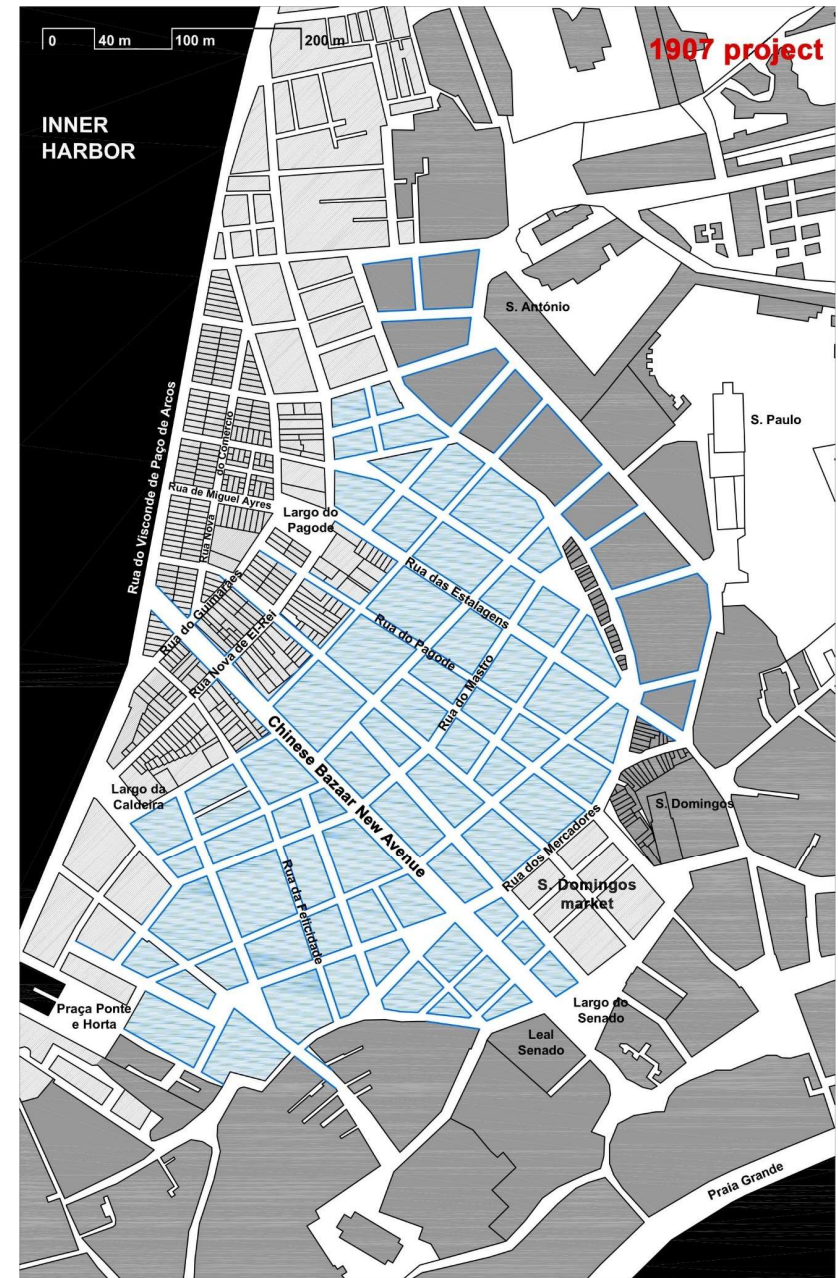 0 40 m 100 m 200 m
1907 project
INNER
HARBOR
S. António
S. Paulo
Rua do Visconde de Paço de Arcos
Rua Nova do Comercio
Rua de Miguel Ayres
Largo do
Pagode
Rua das Estalagens
Rua do Guimarães
Rua do Pagode
Rua Nova de El-Rei
Rua do Mastro
Chinese Bazaar New Avenue
Largo da
Caldeira
S. Domingos
Rua dos Mercadores
Rua da Felicidade
S. Domingos
market
Praça Ponte
e Horta
Largo do
Senado
Leal
Senado
Praia Grande